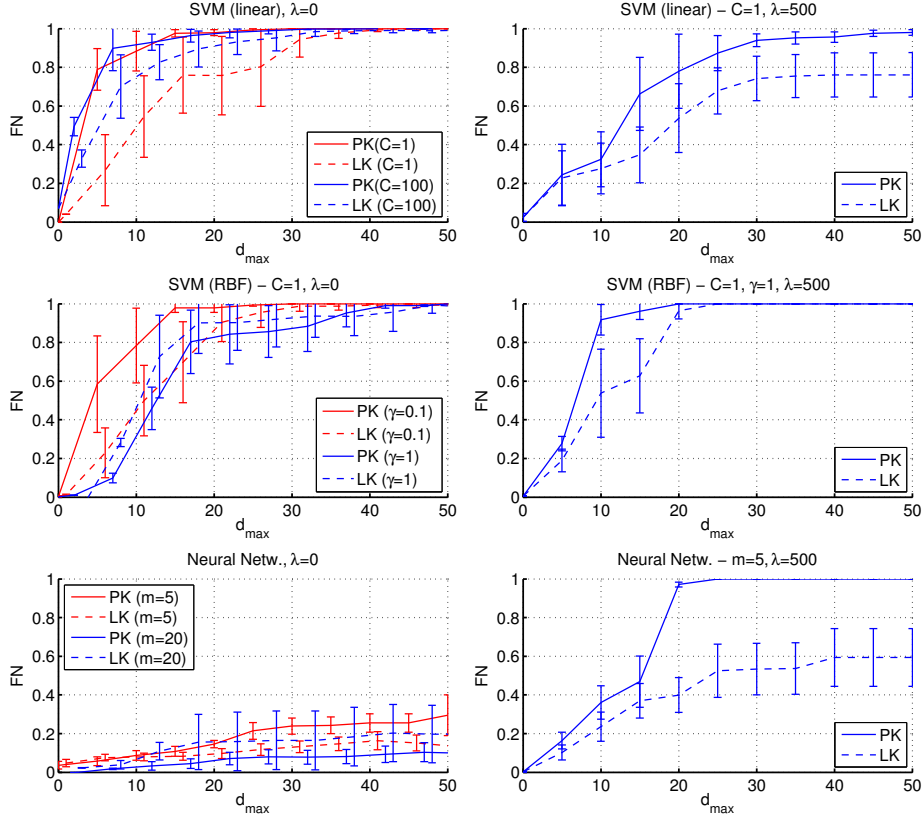 SVM (linear), λ=0
1
0.8
0.6
0.4
0.2
0
FN
PK(C=1)
LK (C=1)
PK(C=100)
LK (C=100)
0 10 20 30 40 50
d_max
SVM (linear) − C=1, λ=500
1
0.8
0.6
0.4
0.2
0
FN
PK
LK
0 10 20 30 40 50
d_max
SVM (RBF) − C=1, λ=0
1
0.8
0.6
0.4
0.2
0
FN
PK (γ=0.1)
LK (γ=0.1)
PK (γ=1)
LK (γ=1)
0 10 20 30 40 50
d_max
SVM (RBF) − C=1, γ=1, λ=500
1
0.8
0.6
0.4
0.2
0
FN
PK
LK
0 10 20 30 40 50
d_max
Neural Netw., λ=0
1
0.8
0.6
0.4
0.2
0
FN
PK (m=5)
LK (m=5)
PK (m=20)
LK (m=20)
0 10 20 30 40 50
d_max
Neural Netw. − m=5, λ=500
1
0.8
0.6
0.4
0.2
0
FN
PK
LK
0 10 20 30 40 50
d_max